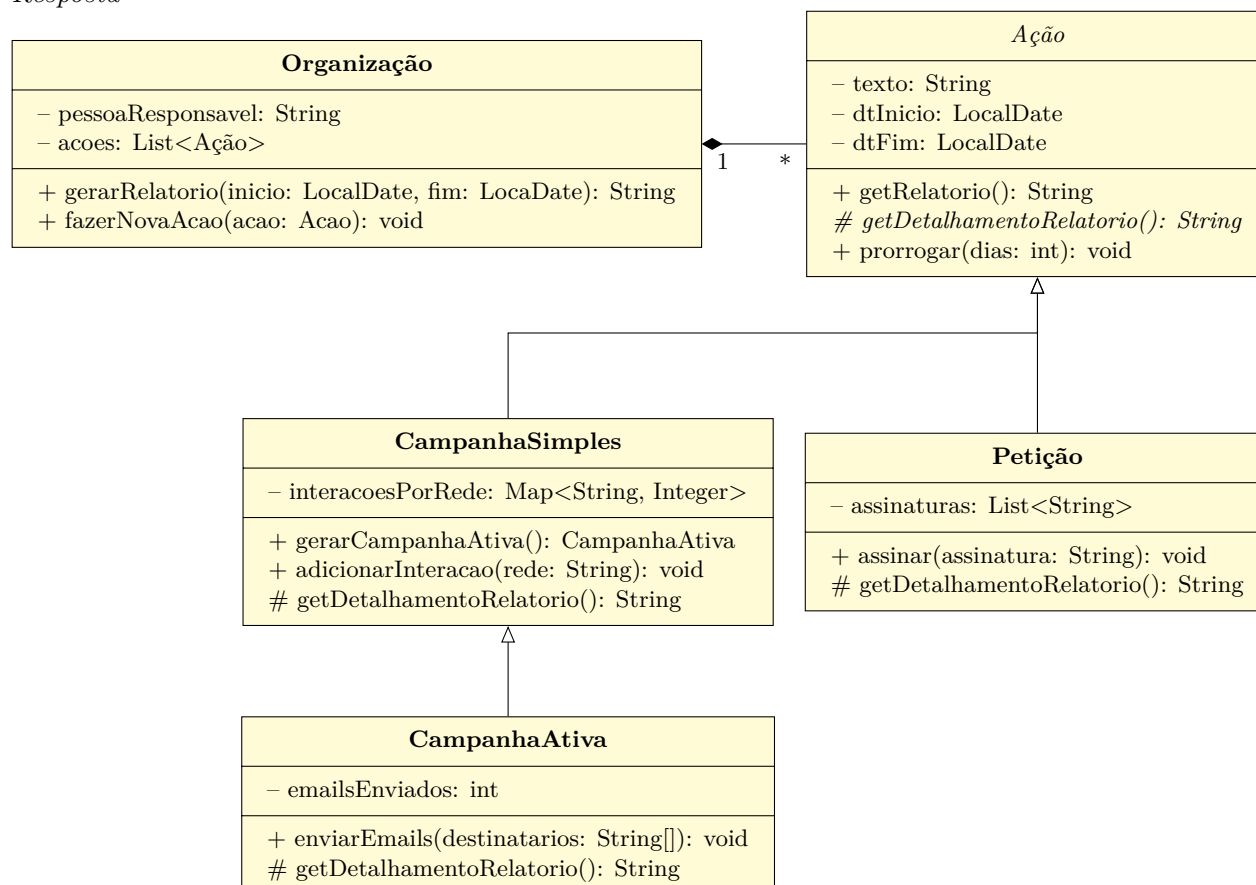 Resposta
Organização
– pessoaResponsavel: String
– acoes: List<Ação>
+ gerarRelatorio(inicio: LocalDate, fim: LocaDate): String
+ fazerNovaAcao(acao: Acao): void
1
*
Ação
– texto: String
– dtInicio: LocalDate
– dtFim: LocalDate
+ getRelatorio(): String
# getDetalhamentoRelatorio(): String
+ prorrogar(dias: int): void
CampanhaSimples
– interacoesPorRede: Map<String, Integer>
+ gerarCampanhaAtiva(): CampanhaAtiva
+ adicionarInteracao(rede: String): void
# getDetalhamentoRelatorio(): String
Petição
– assinaturas: List<String>
+ assinar(assinatura: String): void
# getDetalhamentoRelatorio(): String
CampanhaAtiva
– emailsEnviados: int
+ enviarEmails(destinatarios: String[]): void
# getDetalhamentoRelatorio(): String